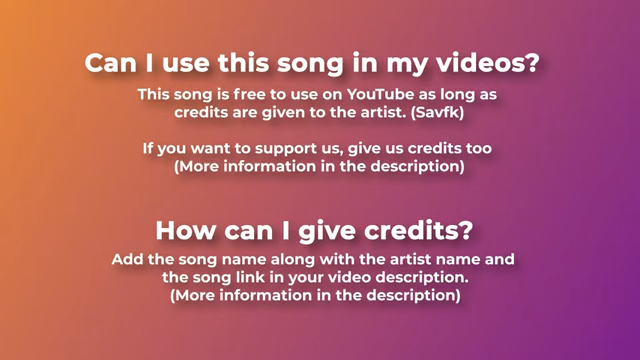 Can I use this song in my videos?
This song is free to use on YouTube as long as
credits are given to the artist. (Savfk)
If you want to support us, give us credits too
(More information in the description)
How can I give credits?
Add the song name along with the artist name and
the song link in your video description.
(More information in the description)